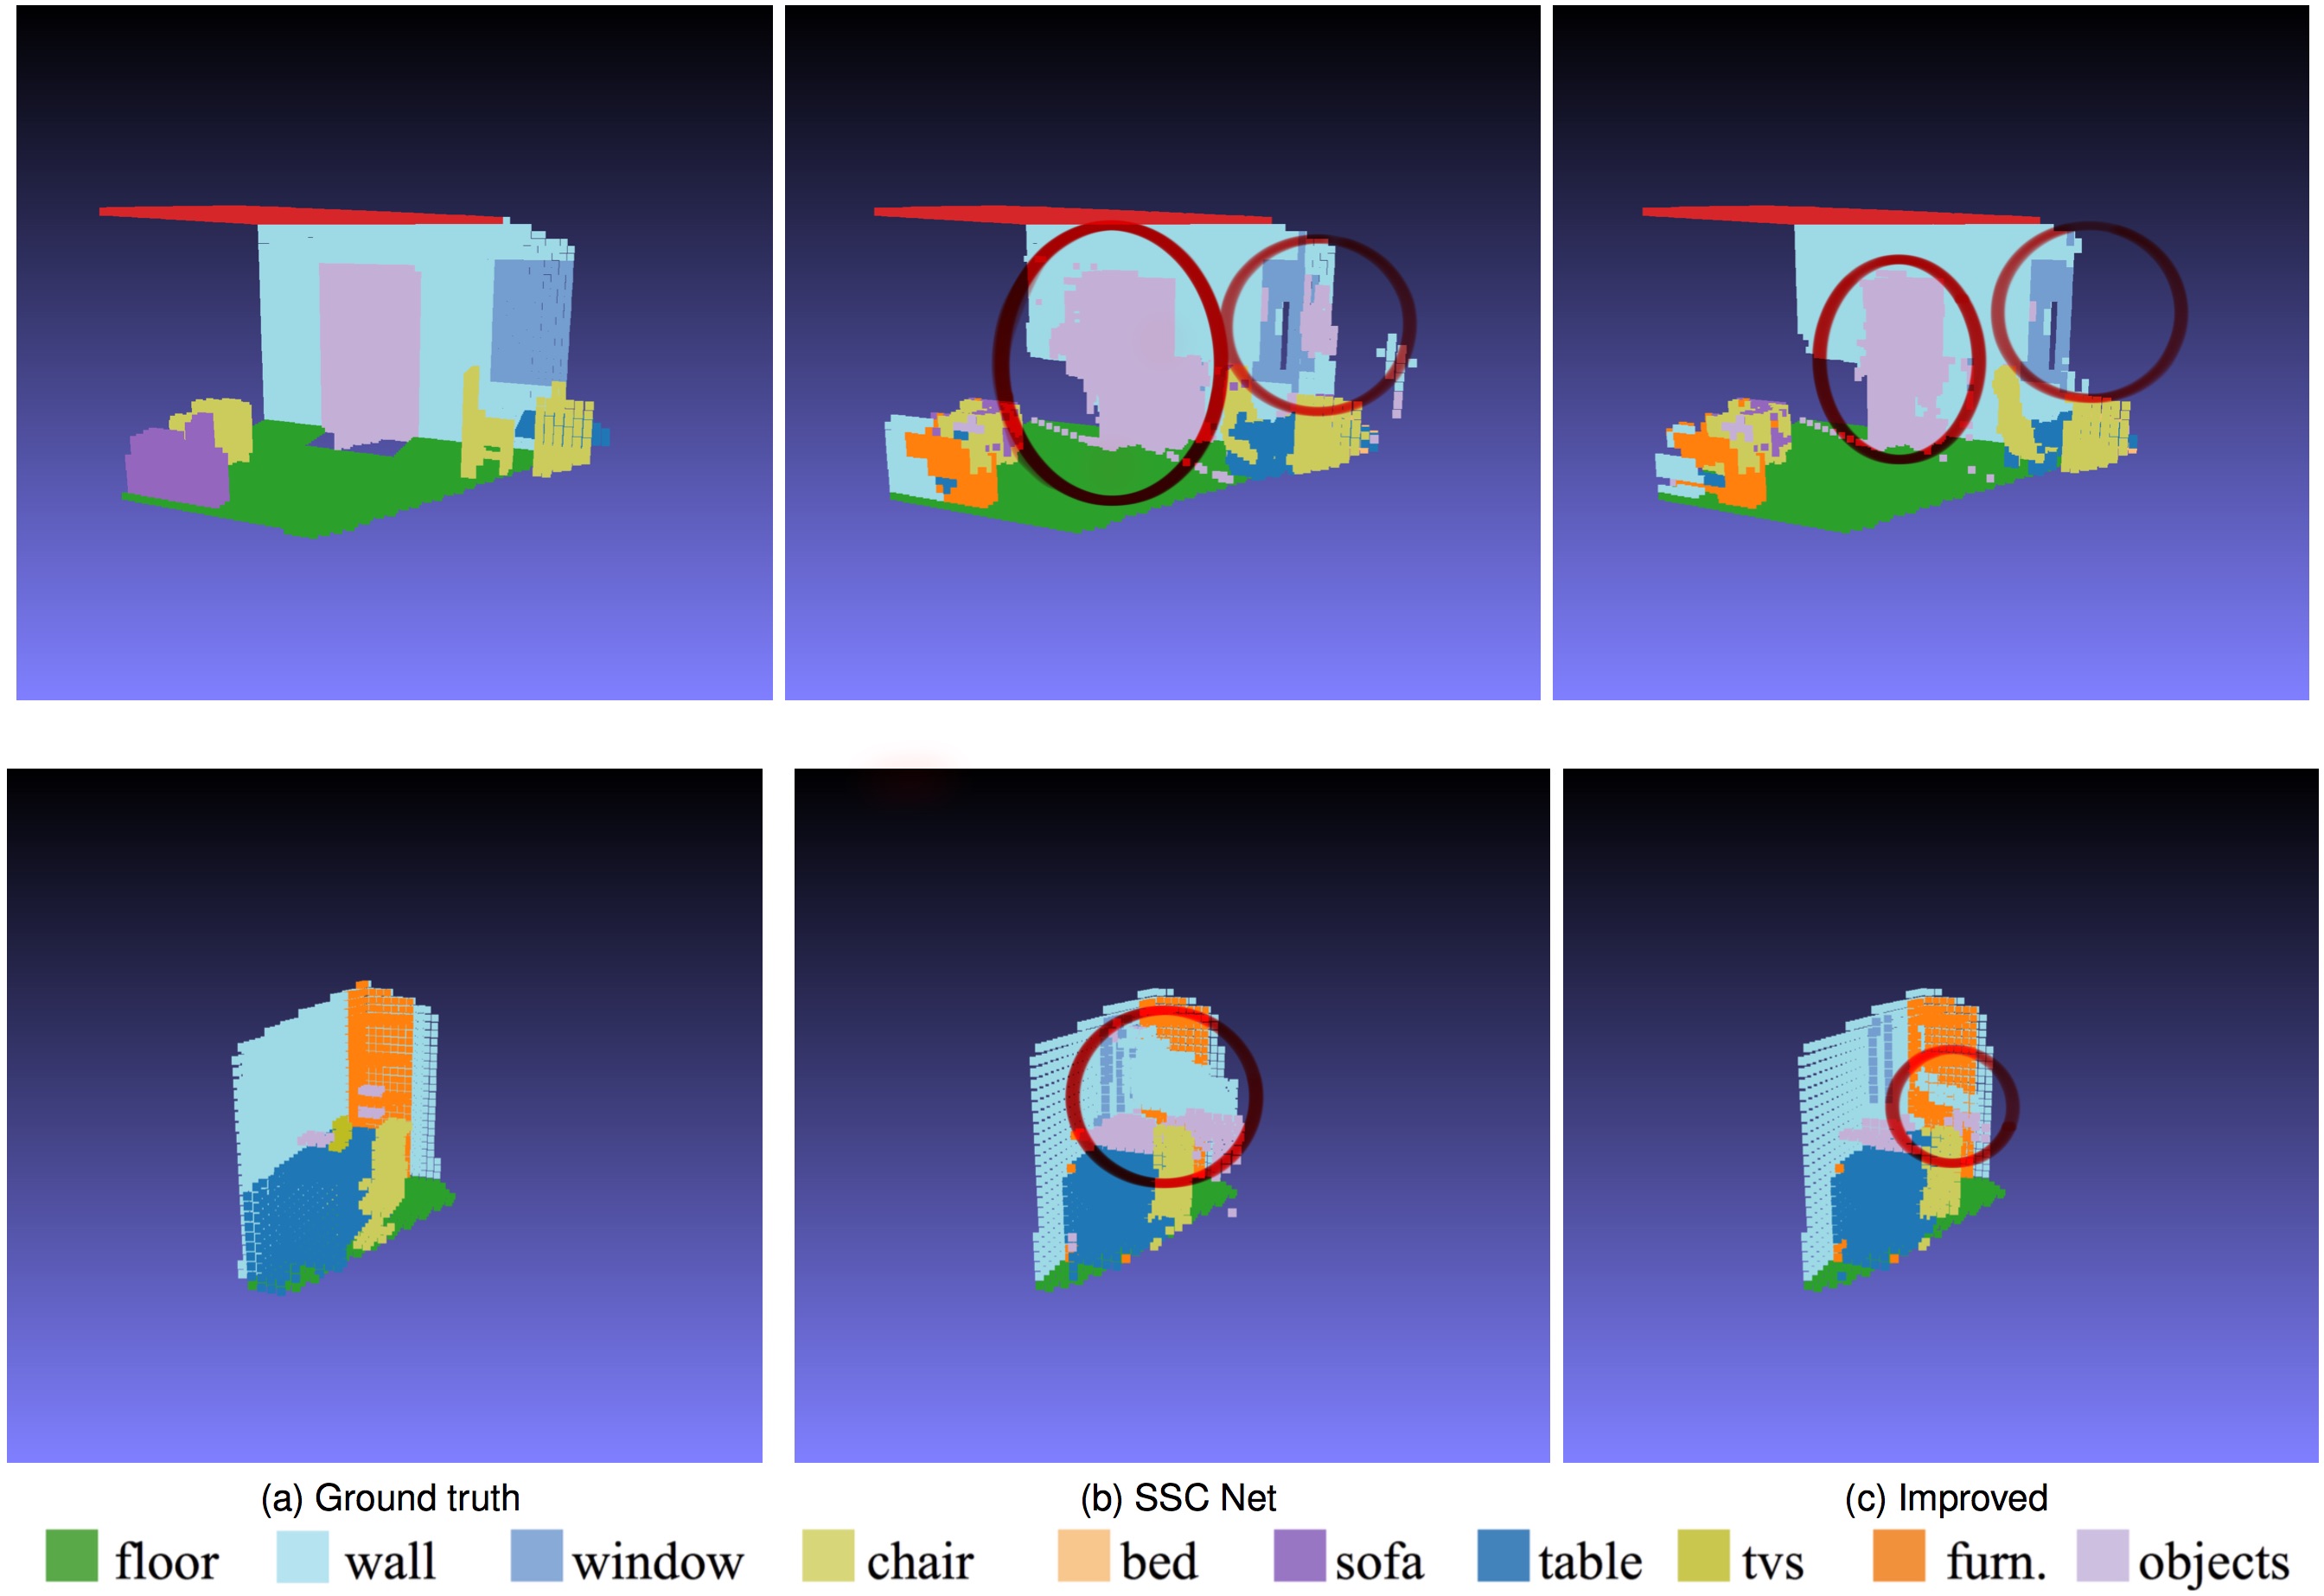 (a) Ground truth (b) SSC Net (c) Improved
floor wall window chair bed sofa table tvs furn. objects